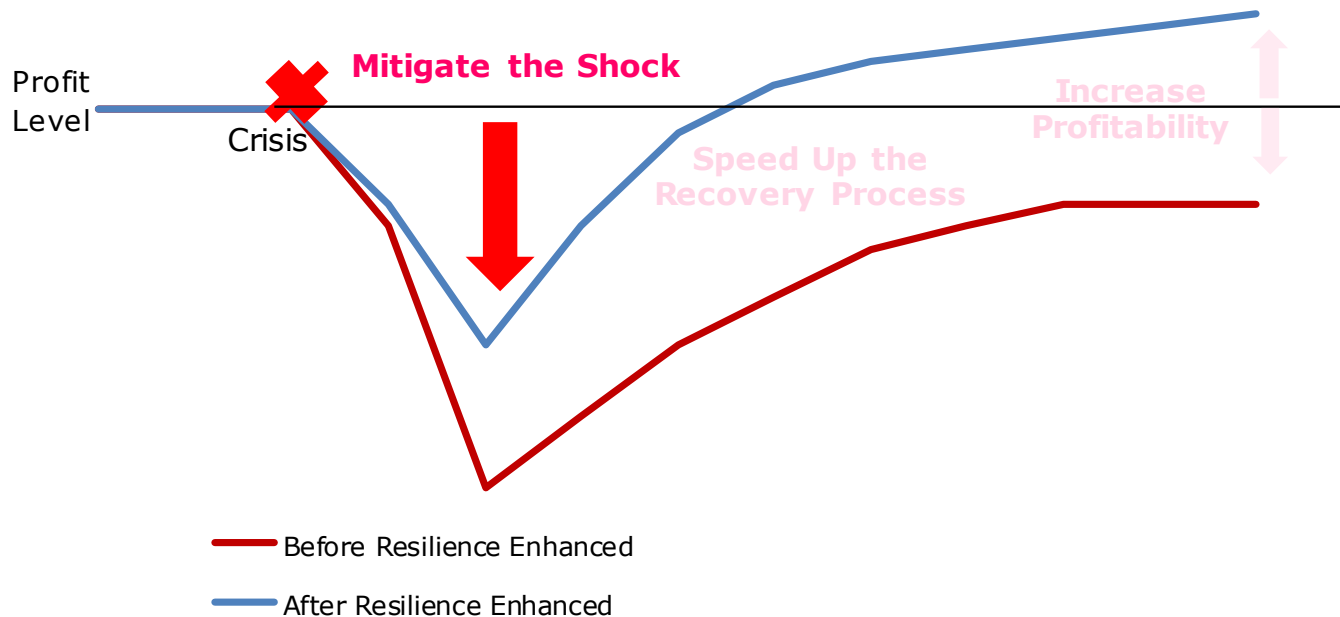 Mitigate the Shock
Profit
Level
Crisis
Increase
Profitability
Speed Up the
Recovery Process
Before Resilience Enhanced
After Resilience Enhanced